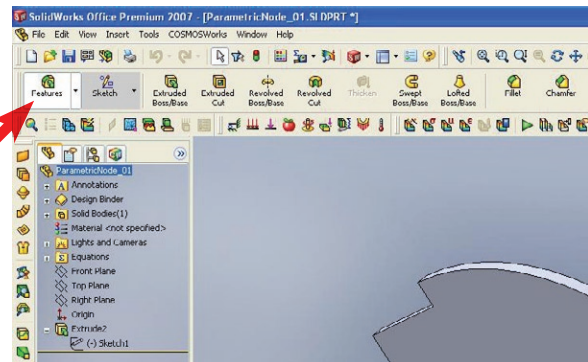 SolidWorks Office Premium 2007 - [ParametricNode_01.SLDPRT *]
File Edit View Insert Tools COSMOSWorks Window Help
Features Sketch Extruded Boss/Base Extruded Cut Revolved Boss/Base Revolved Cut Thicken Swept Boss/Base Lofted Boss/Base Fillet Chamfer
ParametricNode_01
Annotations
Design Binder
Solid Bodies(1)
Material <not specified>
Lights and Cameras
Equations
Front Plane
Top Plane
Right Plane
Origin
Extrude2
(-) Sketch1